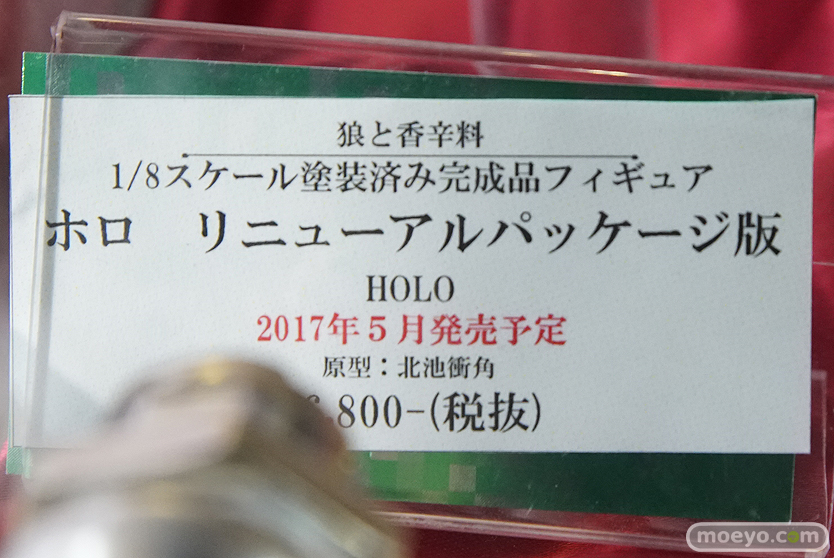 狼と香辛料
1/8スケール塗装済み完成品フィギュア
ホロ　リニューアルパッケージ版
HOLO
2017年5月発売予定
原型：北池衝角
,800-(税抜)
moeyo.com